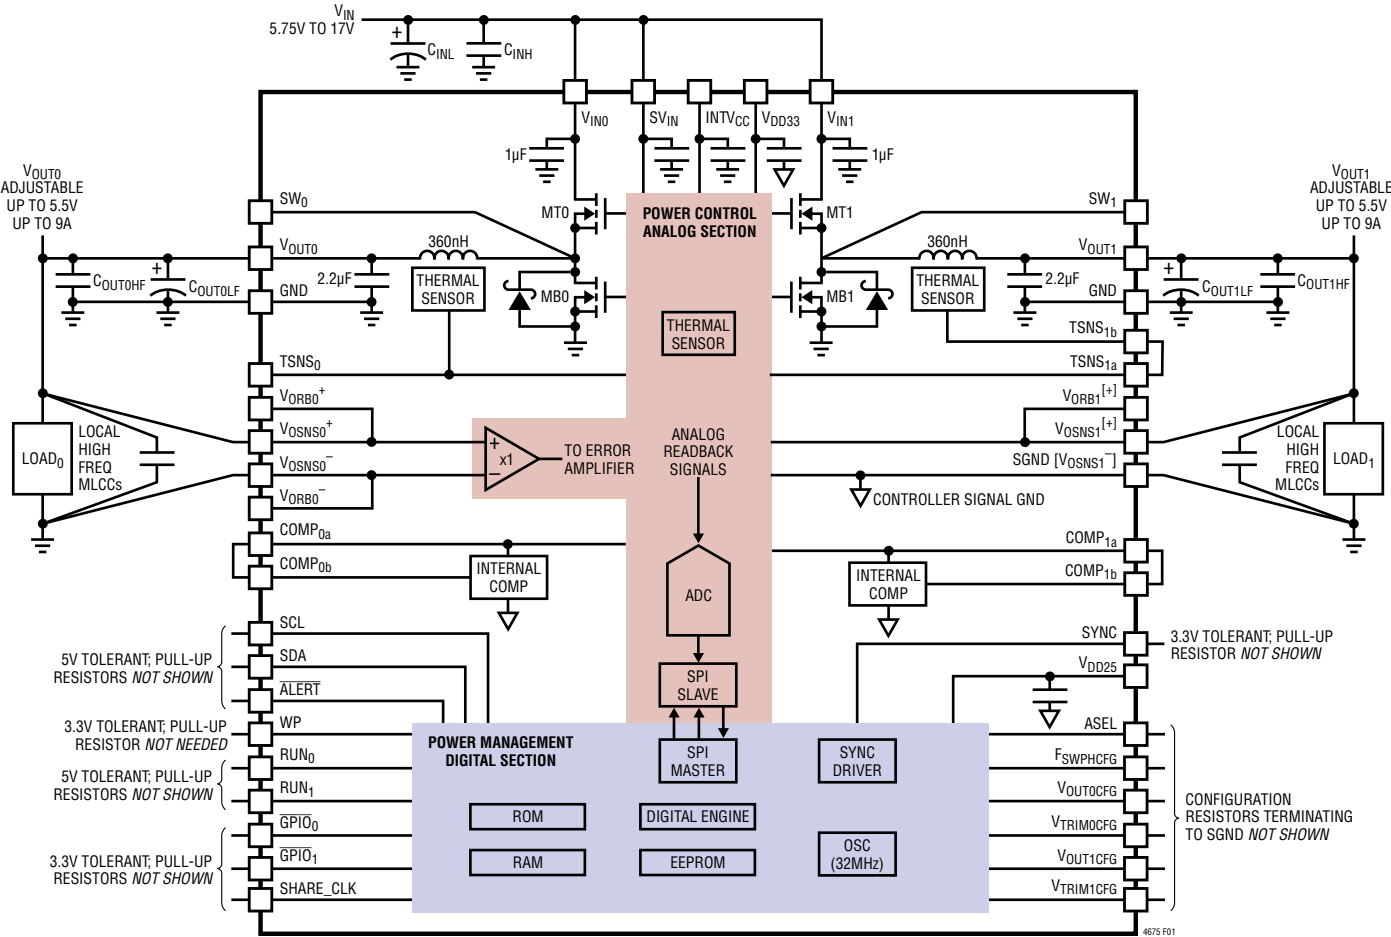 VIN
5.75V TO 17V
+
CINL
CINH
VIN0
SVIN
INTVCC
VDD33
VIN1
1µF
1µF
VOUT0
ADJUSTABLE
UP TO 5.5V
UP TO 9A
VOUT1
ADJUSTABLE
UP TO 5.5V
UP TO 9A
SW0
MT0
POWER CONTROL
ANALOG SECTION
MT1
SW1
VOUT0
360nH
360nH
VOUT1
COUT0HF
+
COUT0LF
GND
2.2µF
THERMAL
SENSOR
MB0
MB1
THERMAL
SENSOR
2.2µF
GND
+
COUT1LF
COUT1HF
THERMAL
SENSOR
TSNS1b
TSNS0
TSNS1a
VORB0+
VORB1[+]
VOSNS0+
VOSNS1[+]
LOAD0
LOCAL
HIGH
FREQ
MLCCs
+
x1
–
TO ERROR
AMPLIFIER
ANALOG
READBACK
SIGNALS
LOCAL
HIGH
FREQ
MLCCs
LOAD1
VOSNS0–
SGND [VOSNS1–]
VORB0–
CONTROLLER SIGNAL GND
COMP0a
COMP1a
COMP0b
INTERNAL
COMP
ADC
INTERNAL
COMP
COMP1b
SCL
SYNC
3.3V TOLERANT; PULL-UP
RESISTOR NOT SHOWN
5V TOLERANT; PULL-UP
RESISTORS NOT SHOWN
SDA
SPI
SLAVE
VDD25
ALERT
3.3V TOLERANT; PULL-UP
RESISTOR NOT NEEDED
WP
POWER MANAGEMENT
DIGITAL SECTION
SPI
MASTER
SYNC
DRIVER
ASEL
5V TOLERANT; PULL-UP
RESISTORS NOT SHOWN
RUN0
FSWPHCFG
RUN1
VOUT0CFG
ROM
DIGITAL ENGINE
CONFIGURATION
RESISTORS TERMINATING
TO SGND NOT SHOWN
GPIO0
VTRIM0CFG
3.3V TOLERANT; PULL-UP
RESISTORS NOT SHOWN
GPIO1
RAM
EEPROM
OSC
(32MHz)
VOUT1CFG
SHARE_CLK
VTRIM1CFG
4675 F01